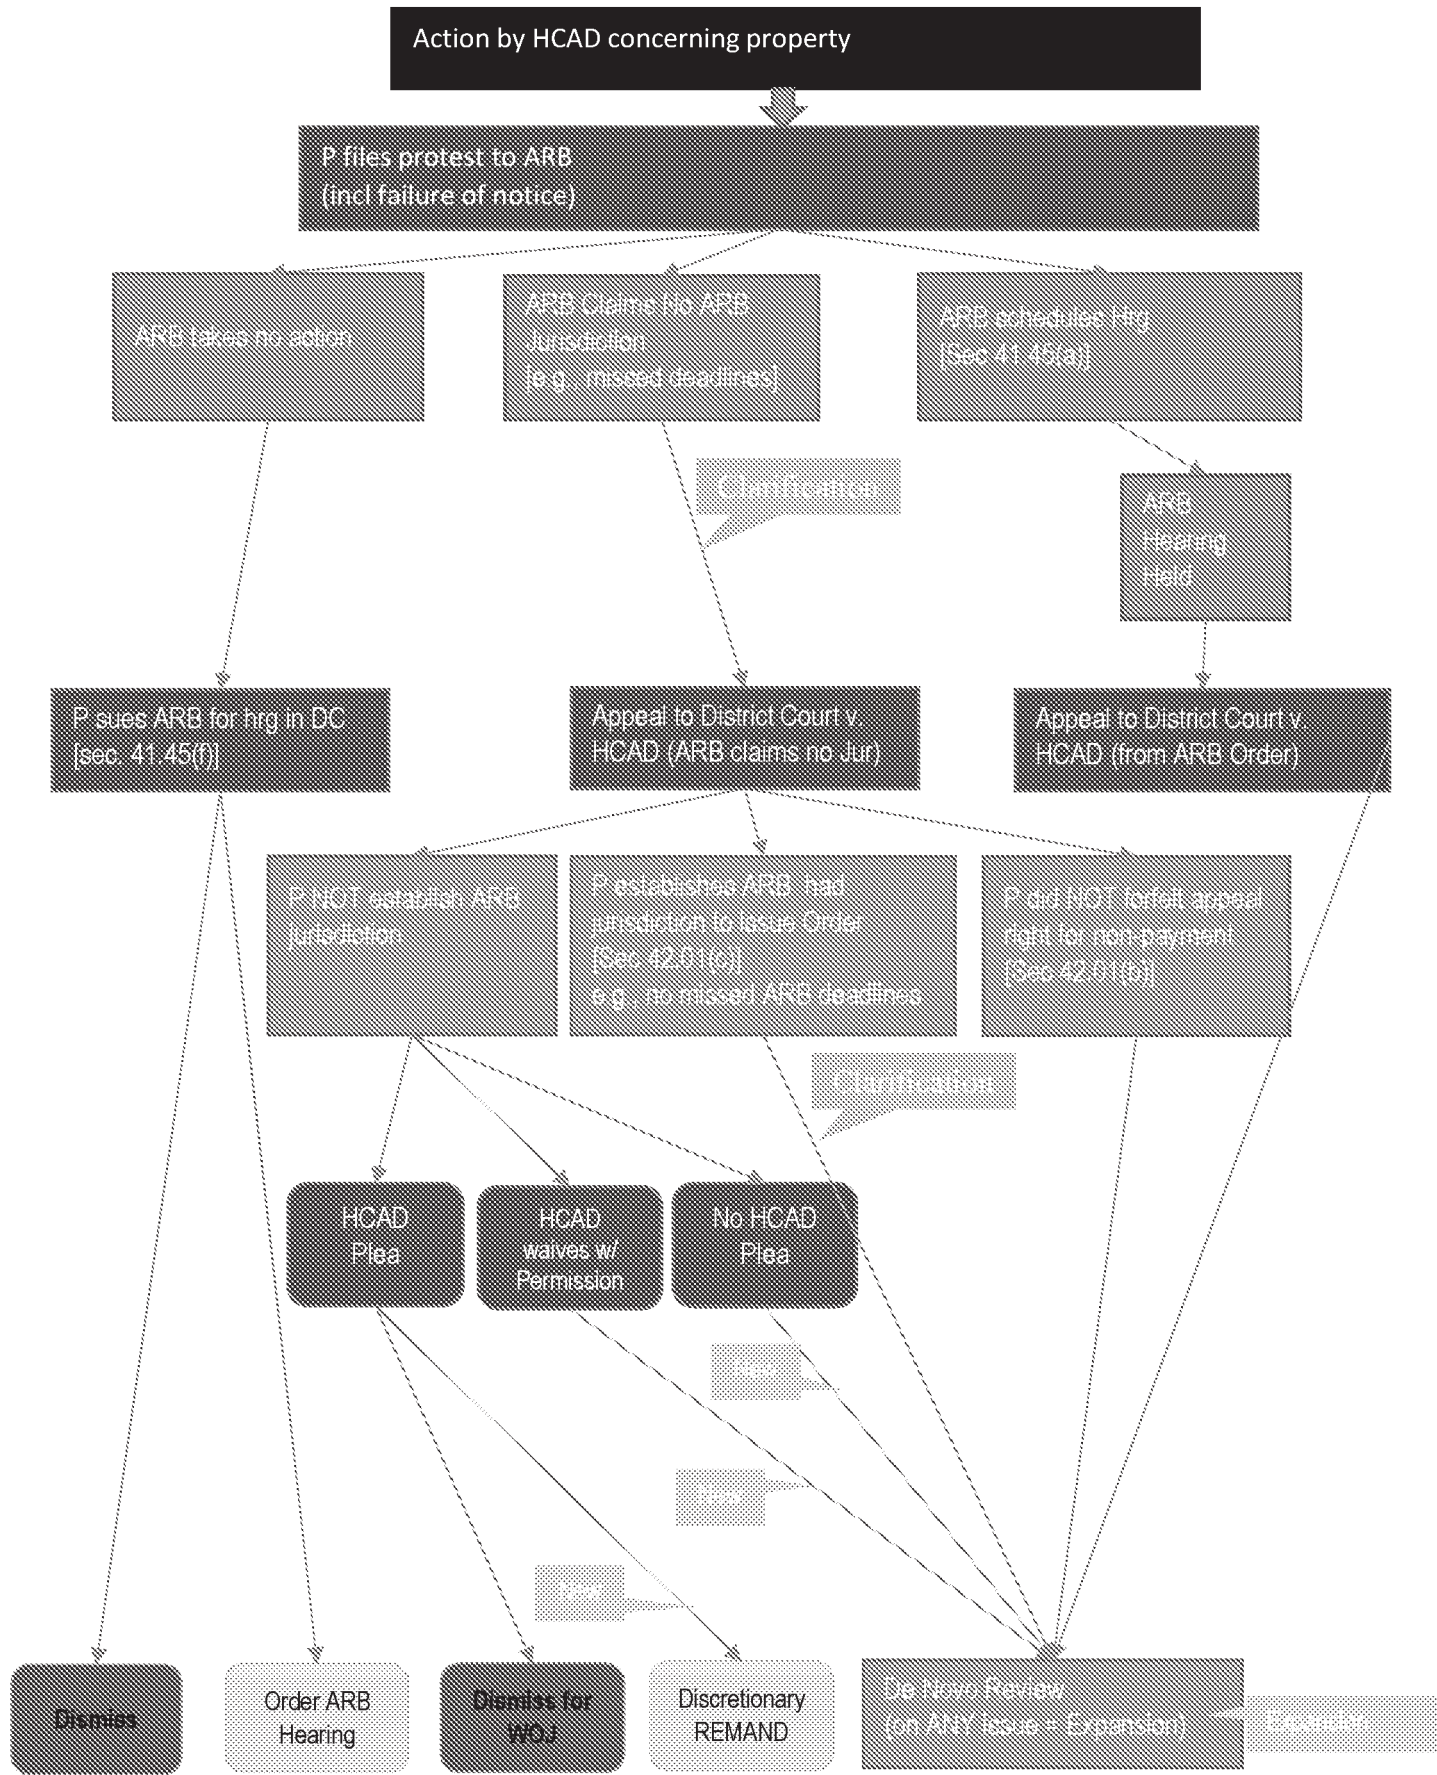 Action by HCAD concerning property
P files protest to ARB
(incl failure of notice)
ARB takes no action
ARB Claims No ARB
Jurisdiction
[e.g., missed deadlines]
ARB schedules Hrg
[Sec 41.45(a)]
Clarification
ARB
Hearing
Held
P sues ARB for hrg in DC
[sec. 41.45(f)]
Appeal to District Court v.
HCAD (ARB claims no Jur)
Appeal to District Court v.
HCAD (from ARB Order)
P NOT establish ARB
jurisdiction
P establishes ARB had
jurisdiction to Issue Order
[Sec 42.01(c)]
e.g., no missed ARB deadlines
P did NOT forfeit appeal
right for non-payment
[Sec 42.01(b)]
Clarification
HCAD
Plea
HCAD
waives w/
Permission
No HCAD
Plea
Dismiss
Order ARB
Hearing
Dismiss for
WOJ
Discretionary
REMAND
De Novo Review
(on ANY Issue - Expansion)
Expansion